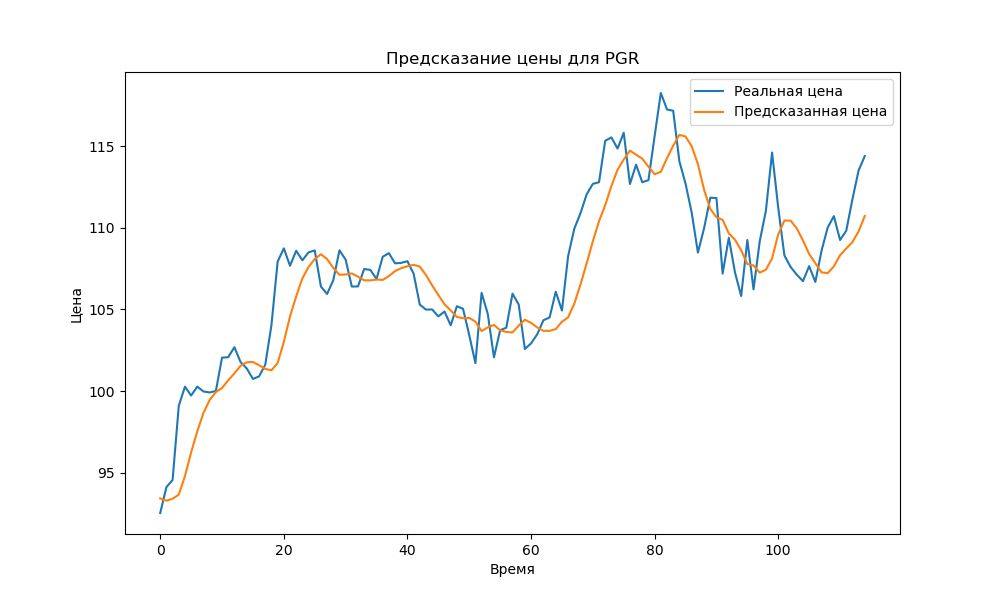 Предсказание цены для PGR
Реальная цена
Предсказанная цена
115
110
105
100
95
Цена
0 20 40 60 80 100
Время